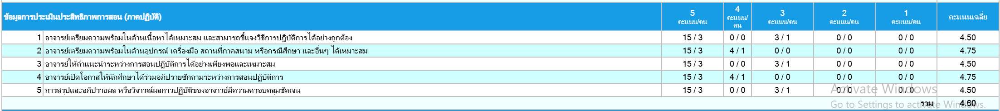 ข้อมูลการประเมินประสิทธิภาพการสอน (ภาคปฏิบัติ) 5 คะแนน/คน 4 คะแนน/คน 3 คะแนน/คน 2 คะแนน/คน 1 คะแนน/คน คะแนนเฉลี่ย
1 อาจารย์เตรียมความพร้อมในด้านเนื้อหาได้เหมาะสม และสามารถชี้แจงวิธีการปฏิบัติการได้อย่างถูกต้อง 15 / 3 0 / 0 3 / 1 0 / 0 0 / 0 4.50
2 อาจารย์เตรียมความพร้อมในด้านอุปกรณ์ เครื่องมือ สถานที่ภาคสนาม หรือกรณีศึกษา และอื่นๆ ได้เหมาะสม 15 / 3 4 / 1 0 / 0 0 / 0 0 / 0 4.75
3 อาจารย์ให้คำแนะนำระหว่างการสอนปฏิบัติการได้อย่างเพียงพอและเหมาะสม 15 / 3 0 / 0 3 / 1 0 / 0 0 / 0 4.50
4 อาจารย์เปิดโอกาสให้นักศึกษาได้ร่วมอภิปรายซักถามระหว่างการสอนปฏิบัติการ 15 / 3 4 / 1 0 / 0 0 / 0 0 / 0 4.75
5 การสรุปและอภิปรายผล หรือวิจารณ์ผลการปฏิบัติของอาจารย์มีความครอบคลุมชัดเจน 15 / 3 0 / 0 3 / 1 0 / 0 0 / 0 4.50
รวม 4.60
Activate Windows
Go to Settings to activate Windows.